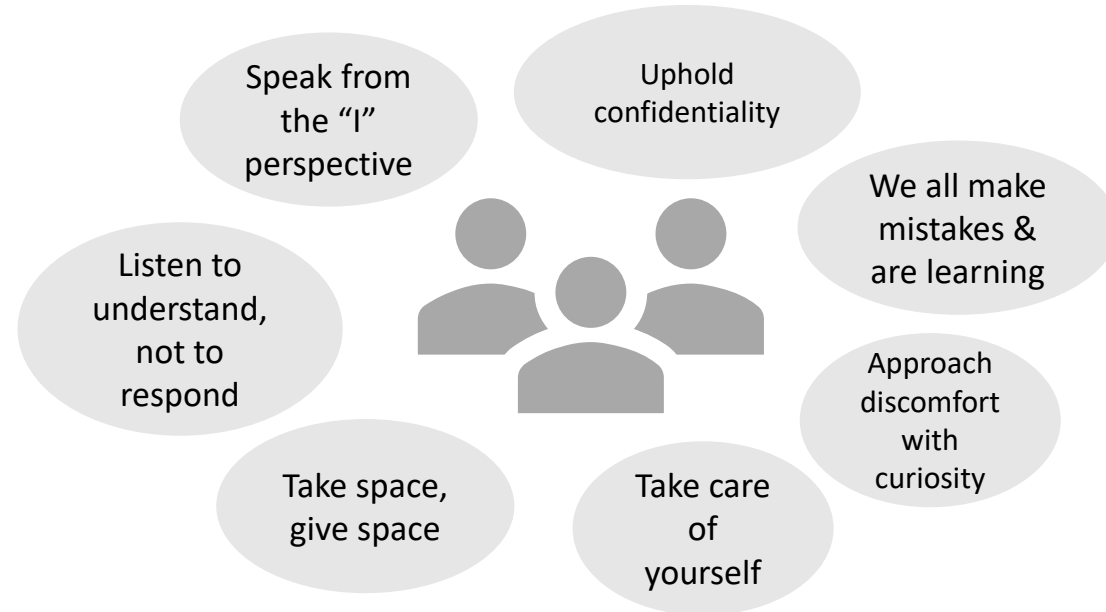 Speak from
the “I”
perspective
Uphold
confidentiality
We all make
mistakes &
are learning
Listen to
understand,
not to
respond
Approach
discomfort
with
curiosity
Take space,
give space
Take care
of
yourself